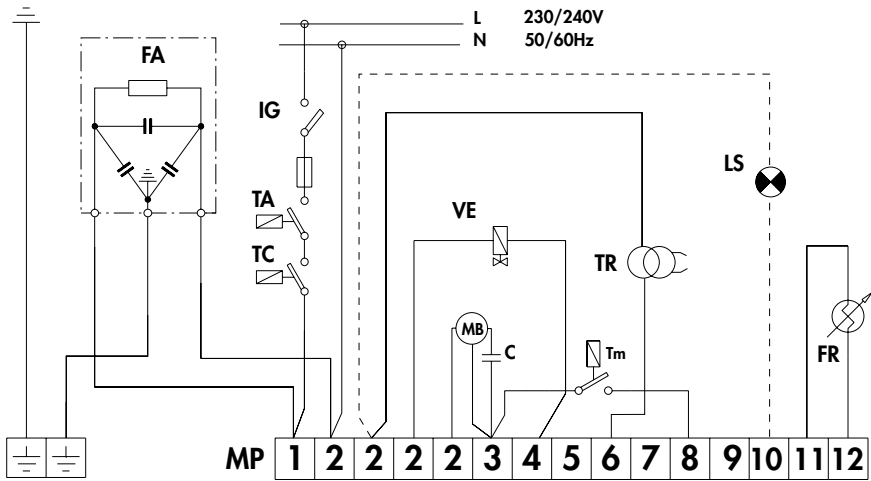 L 230/240V
N 50/60Hz
FA
IG
LS
TA
VE
TC
TR
MB
C
Tm
FR
MP 1 2 2 2 2 3 4 5 6 7 8 9 10 11 12